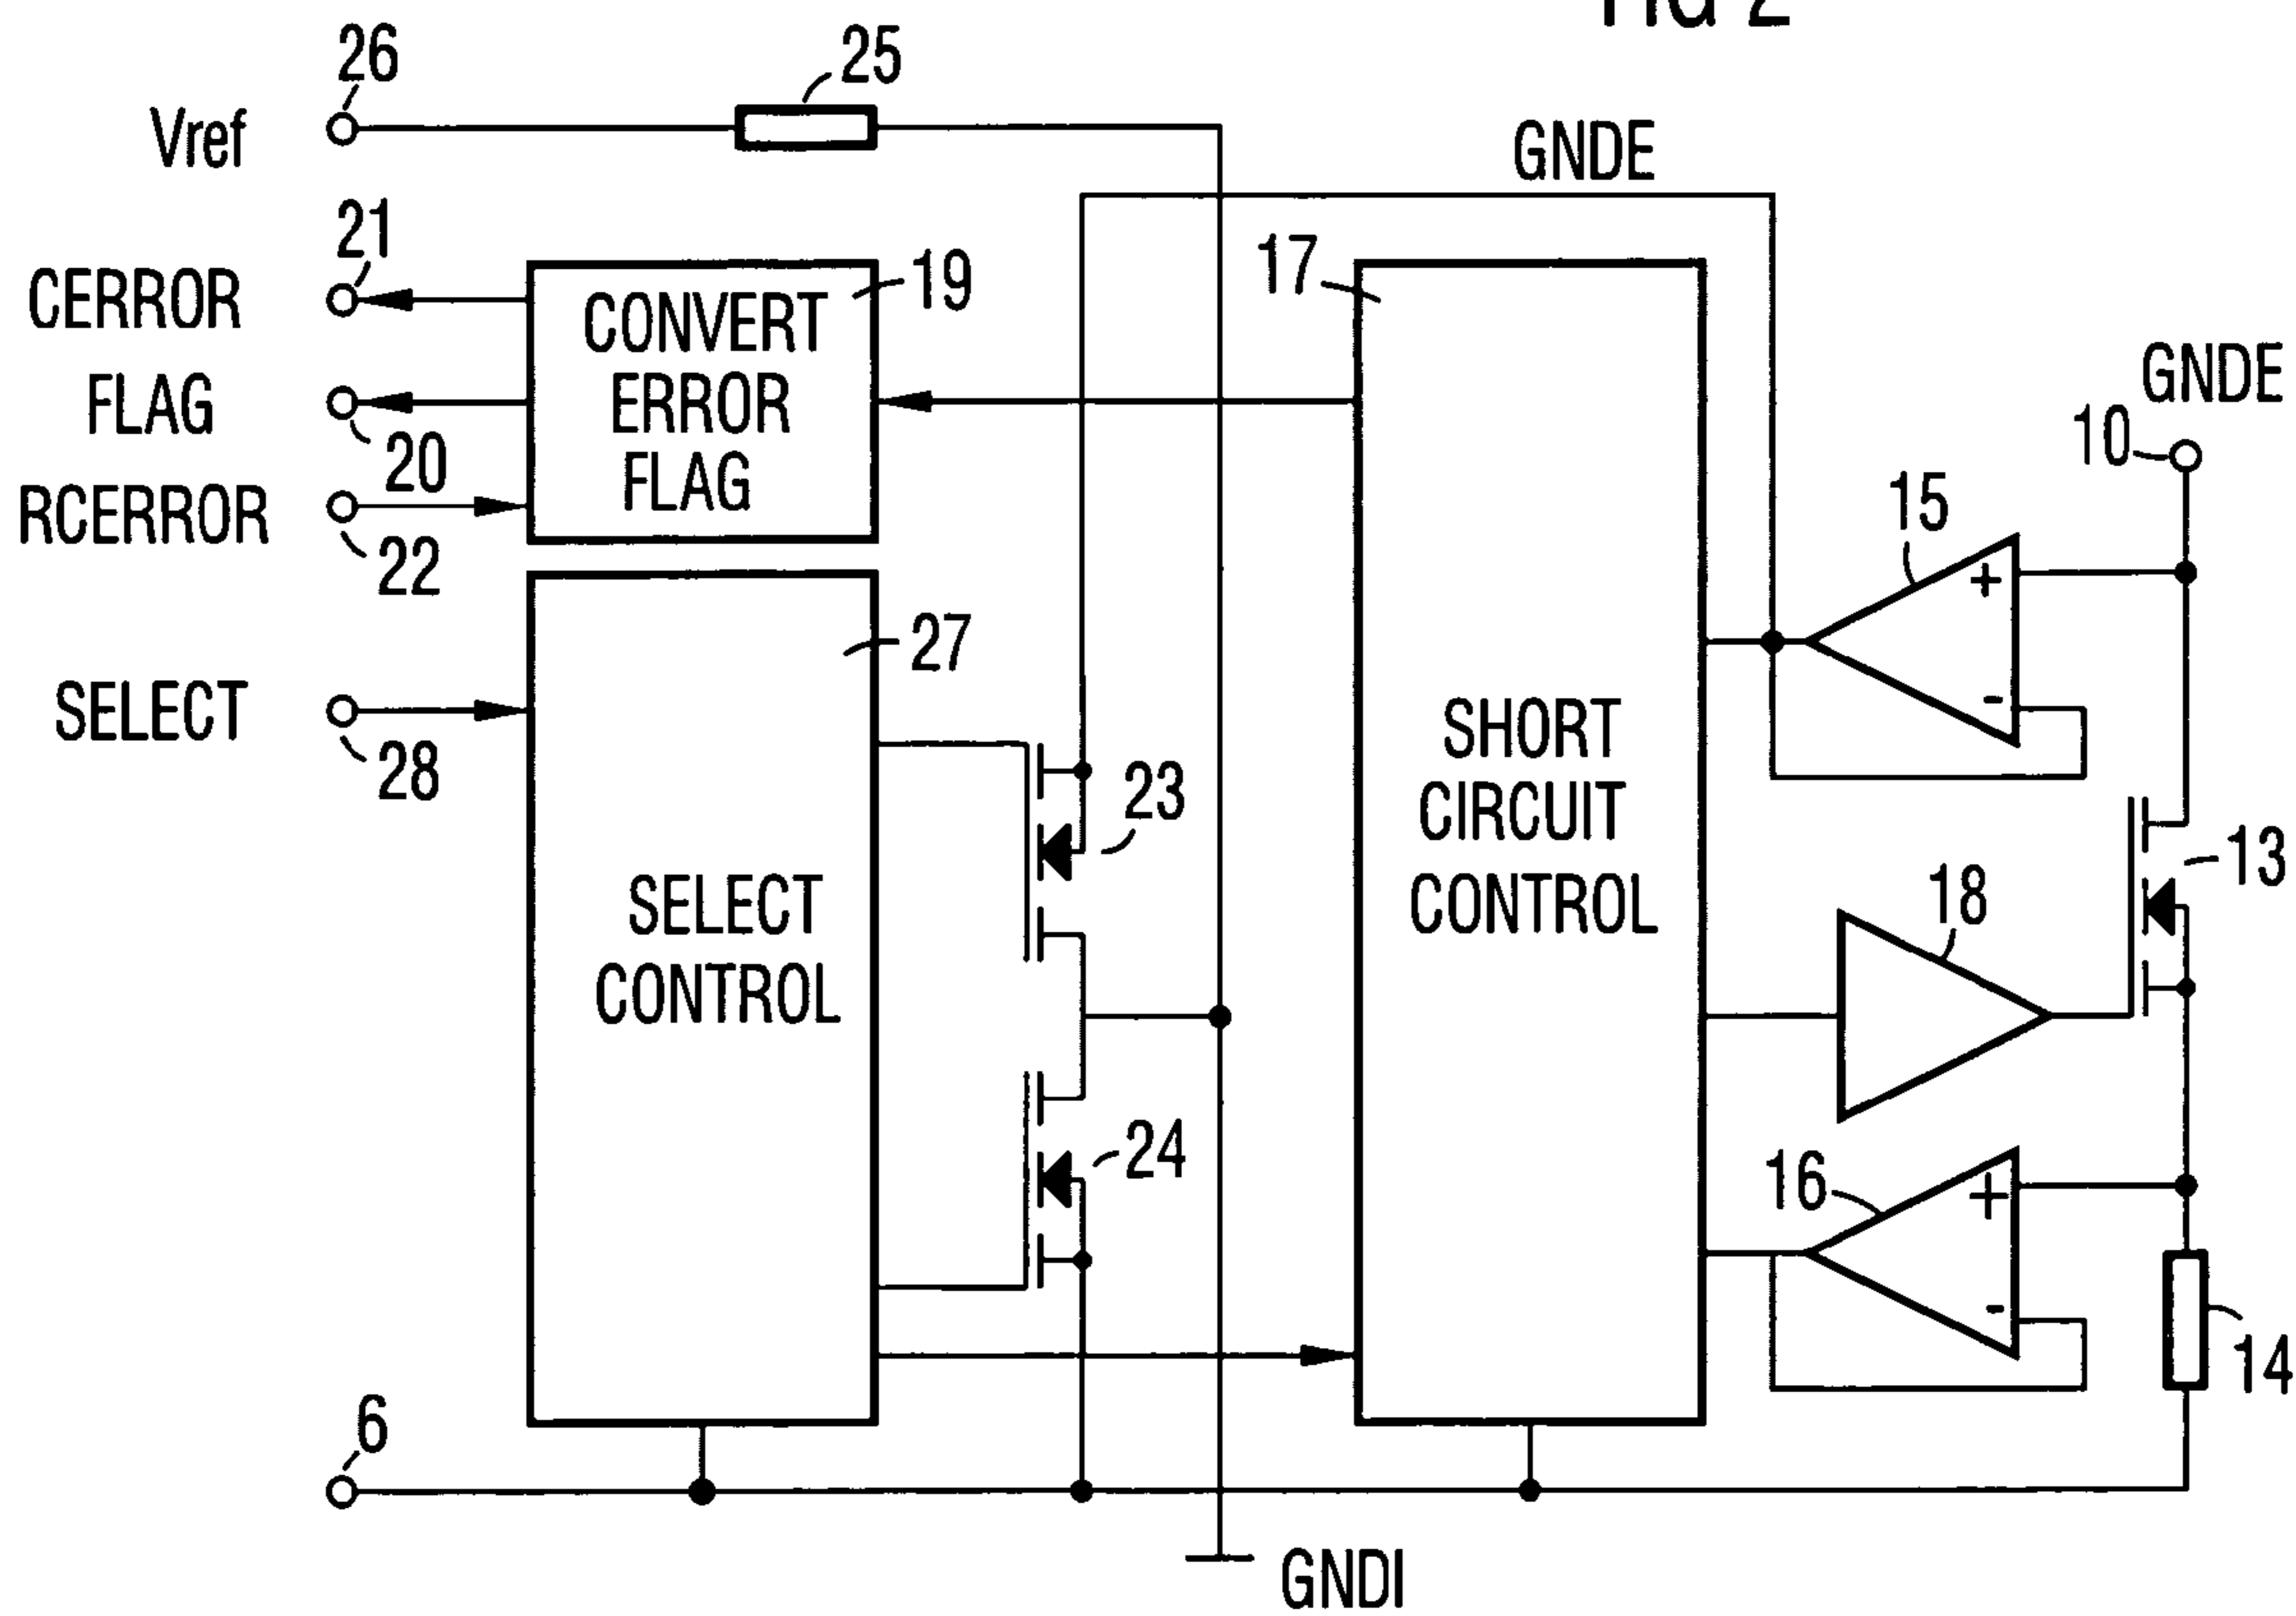 FIG 2
26
25
Vref
GNDE
21
19
17
CERROR
CONVERT
ERROR
FLAG
GNDE
FLAG
10
20
15
RCERROR
22
27
SELECT
SHORT
CIRCUIT
CONTROL
28
23
13
18
SELECT
CONTROL
24
16
14
6
GNDI
+
-
+
-